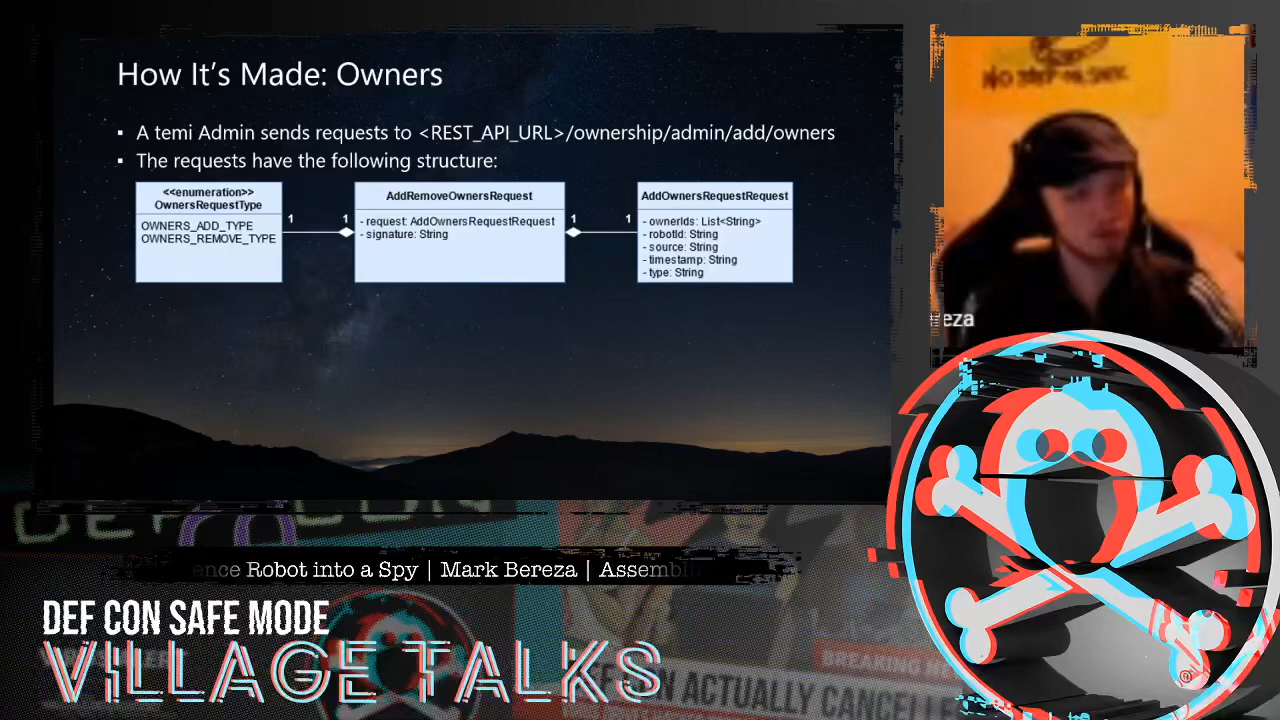 How It's Made: Owners
▪ A temi Admin sends requests to <REST_API_URL>/ownership/admin/add/owners
▪ The requests have the following structure:
<<enumeration>>
OwnersRequestType
OWNERS_ADD_TYPE
OWNERS_REMOVE_TYPE
1
1
AddRemoveOwnersRequest
- request: AddOwnersRequestRequest
- signature: String
1
1
AddOwnersRequestRequest
- ownerIds: List<String>
- robotId: String
- source: String
- timestamp: String
- type: String
eza
DEF CON
ence Robot into a Spy | Mark Bereza | Assembl
DEF CON SAFE MODE
VILLAGE TALKS
BREAKING
ACTUALLY CANCELLE